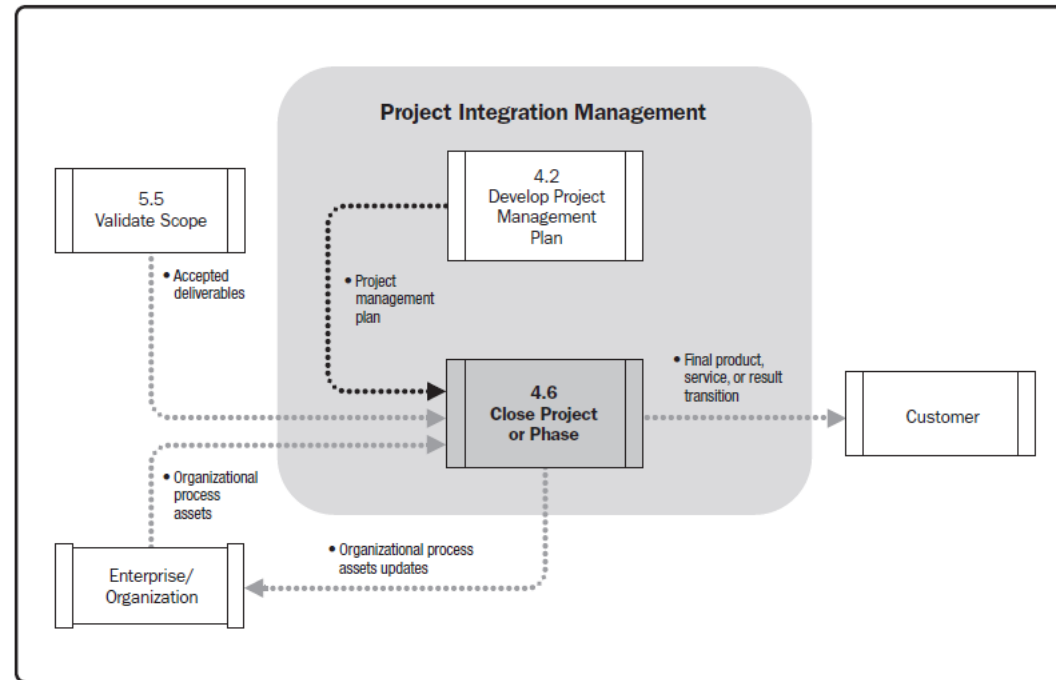 Project Integration Management
5.5
Validate Scope
4.2
Develop Project
Management
Plan
• Accepted
deliverables
• Project
management
plan
4.6
Close Project
or Phase
• Final product,
service, or result
transition
Customer
• Organizational
process
assets
• Organizational process
assets updates
Enterprise/
Organization